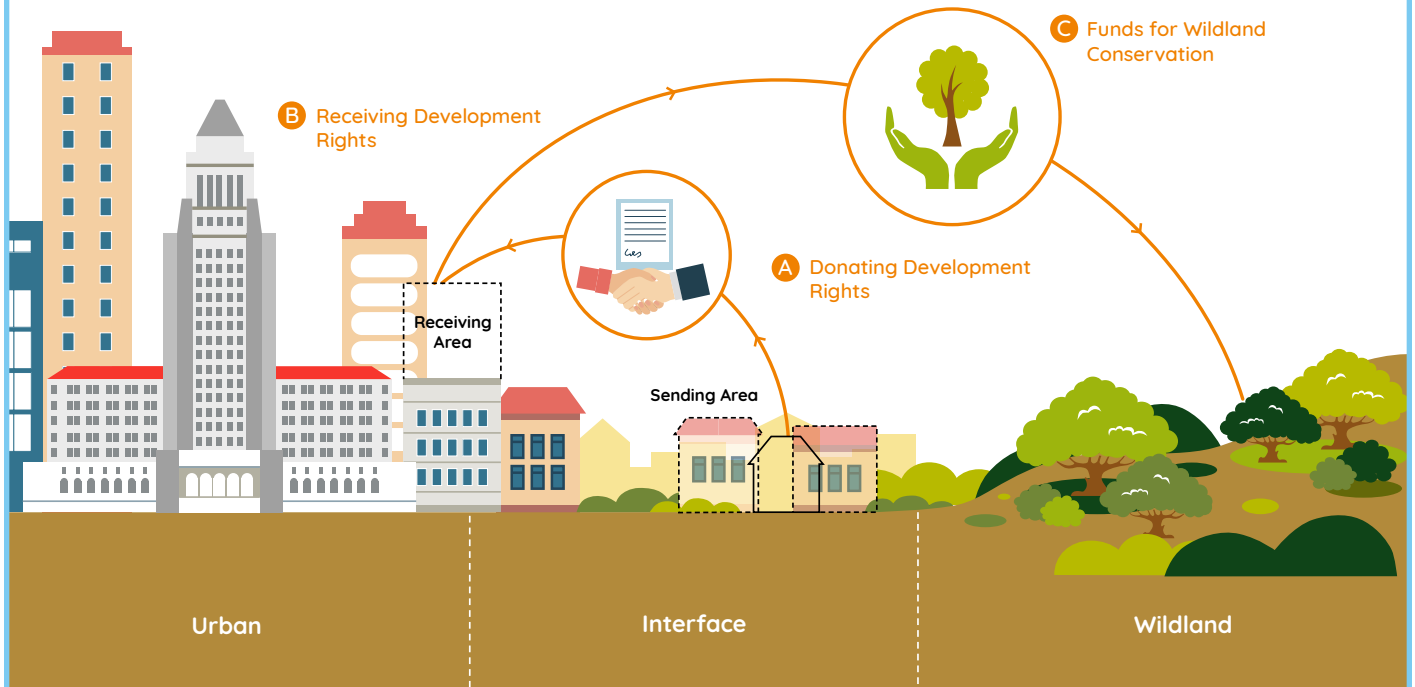 C Funds for Wildland
Conservation
B Receiving Development
Rights
A Donating Development
Rights
Receiving
Area
Sending Area
Urban
Interface
Wildland